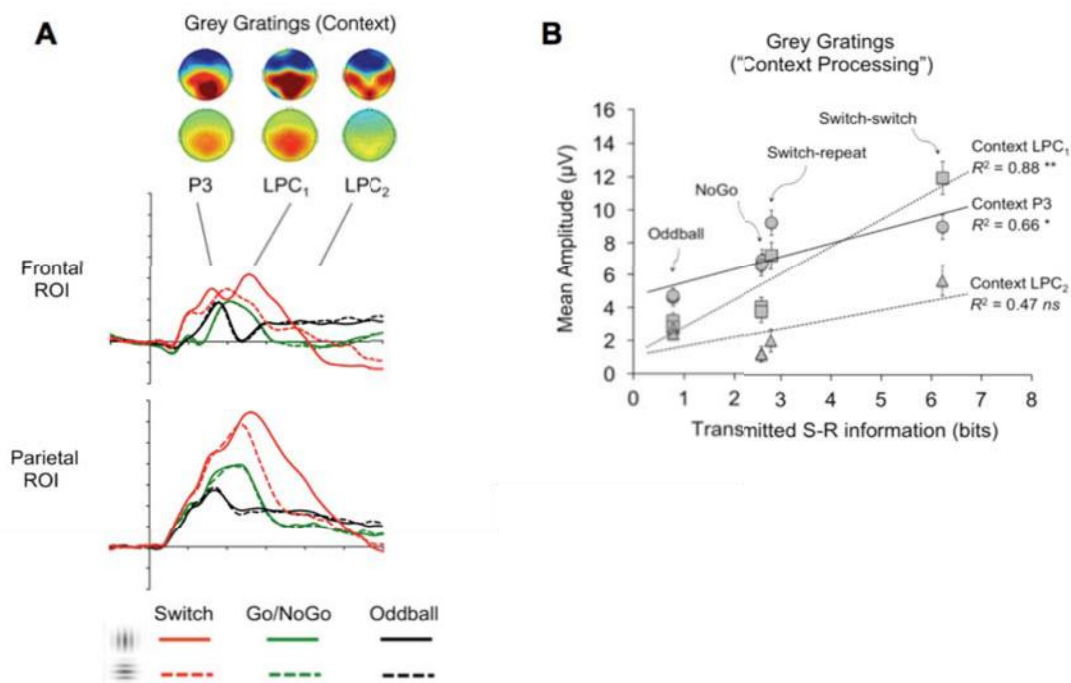 A
Grey Gratings (Context)
P3
LPC1
LPC2
Frontal
ROI
Parietal
ROI
Switch
Go/NoGo
Oddball
B
Grey Gratings
("Context Processing")
Mean Amplitude (µV)
16
14
12
10
8
6
4
2
0
Oddball
NoGo
Switch-repeat
Switch-switch
Context LPC1
R² = 0.88 **
Context P3
R² = 0.66 *
Context LPC2
R² = 0.47 ns
0 1 2 3 4 5 6 7 8
Transmitted S-R information (bits)